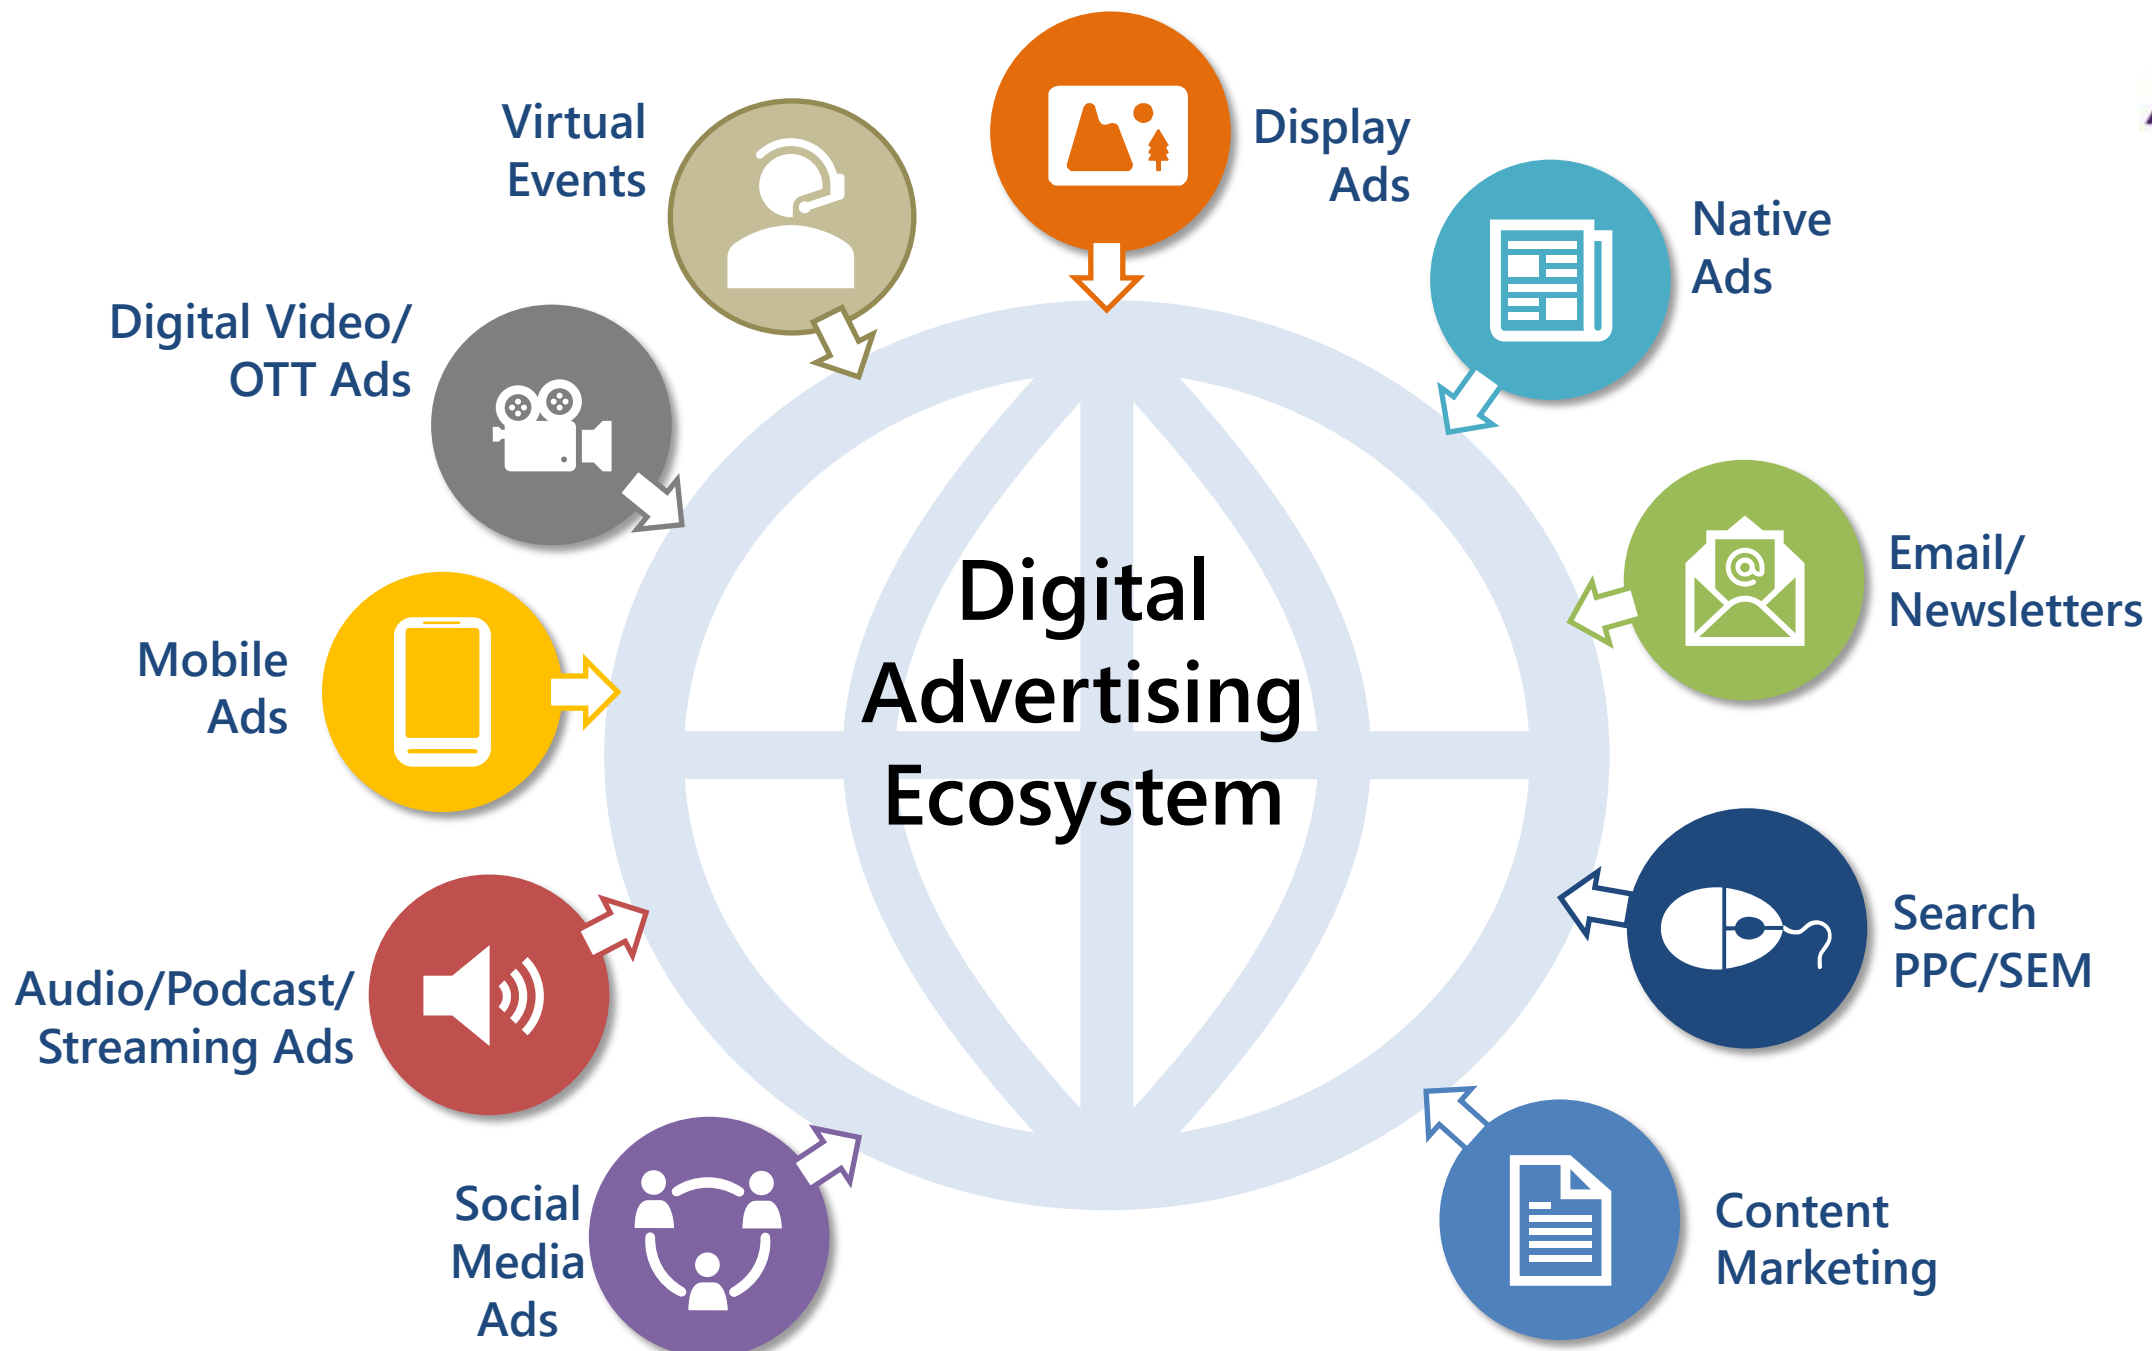 Virtual
Events
Display
Ads
Native
Ads
Digital Video/
OTT Ads
Email/
Newsletters
Digital
Advertising
Ecosystem
Mobile
Ads
@
Search
PPC/SEM
Audio/Podcast/
Streaming Ads
Content
Marketing
Social
Media
Ads